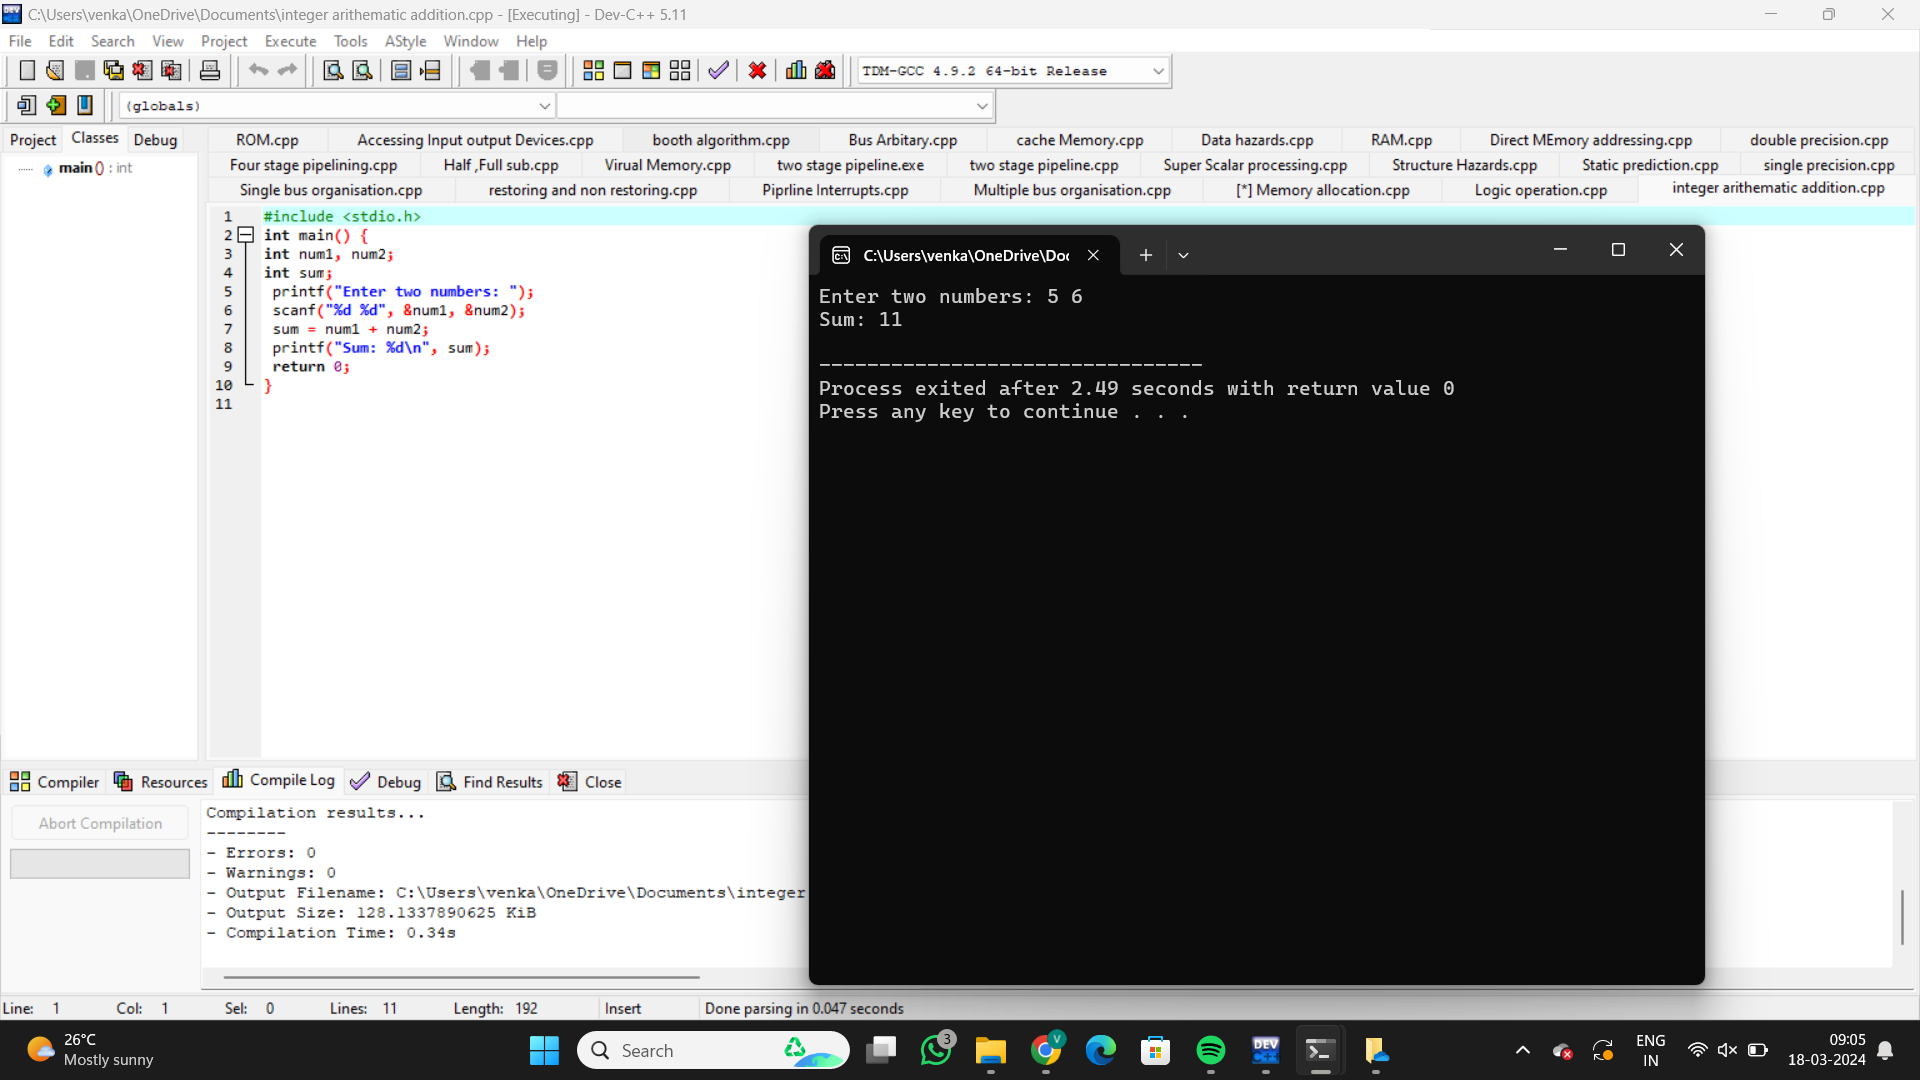 C:\Users\venka\OneDrive\Documents\integer arithematic addition.cpp - [Executing] - Dev-C++ 5.11
File Edit Search View Project Execute Tools AStyle Window Help
TDM-GCC 4.9.2 64-bit Release
(globals)
Project Classes Debug
ROM.cpp Accessing Input output Devices.cpp booth algorithm.cpp Bus Arbitary.cpp cache Memory.cpp Data hazards.cpp RAM.cpp Direct MEmory addressing.cpp double precision.cpp
Four stage pipelining.cpp Half ,Full sub.cpp Virual Memory.cpp two stage pipeline.exe two stage pipeline.cpp Super Scalar processing.cpp Structure Hazards.cpp Static prediction.cpp single precision.cpp
Single bus organisation.cpp restoring and non restoring.cpp Piprline Interrupts.cpp Multiple bus organisation.cpp [*] Memory allocation.cpp Logic operation.cpp integer arithematic addition.cpp
main () : int
1 #include <stdio.h>
2 int main() {
3 int num1, num2;
4 int sum;
5 printf("Enter two numbers: ");
6 scanf("%d %d", &num1, &num2);
7 sum = num1 + num2;
8 printf("Sum: %d\n", sum);
9 return 0;
10 }
11
C:\Users\venka\OneDrive\Doc
Enter two numbers: 5 6
Sum: 11
--------------------------------
Process exited after 2.49 seconds with return value 0
Press any key to continue . . .
Compiler Resources Compile Log Debug Find Results Close
Abort Compilation
Compilation results...
--------
- Errors: 0
- Warnings: 0
- Output Filename: C:\Users\venka\OneDrive\Documents\integer
- Output Size: 128.1337890625 KiB
- Compilation Time: 0.34s
Line: 1 Col: 1 Sel: 0 Lines: 11 Length: 192 Insert Done parsing in 0.047 seconds
26°C
Mostly sunny
Search
3
V
DEV
C++
ENG
IN
09:05
18-03-2024